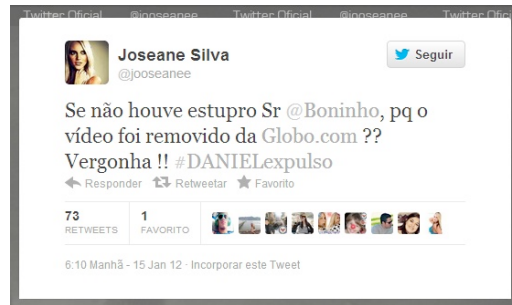 Twitter Oficial @jooseanee Twitter Oficial @jooseanee Twitter Ofici
Joseane Silva
@jooseanee
Seguir
Se não houve estupro Sr @Boninho, pq o
vídeo foi removido da Globo.com ??
Vergonha !! #DANIELexpulso
Responder Retweetar Favorito
73
RETWEETS
1
FAVORITO
6:10 Manhã - 15 Jan 12 · Incorporar este Tweet